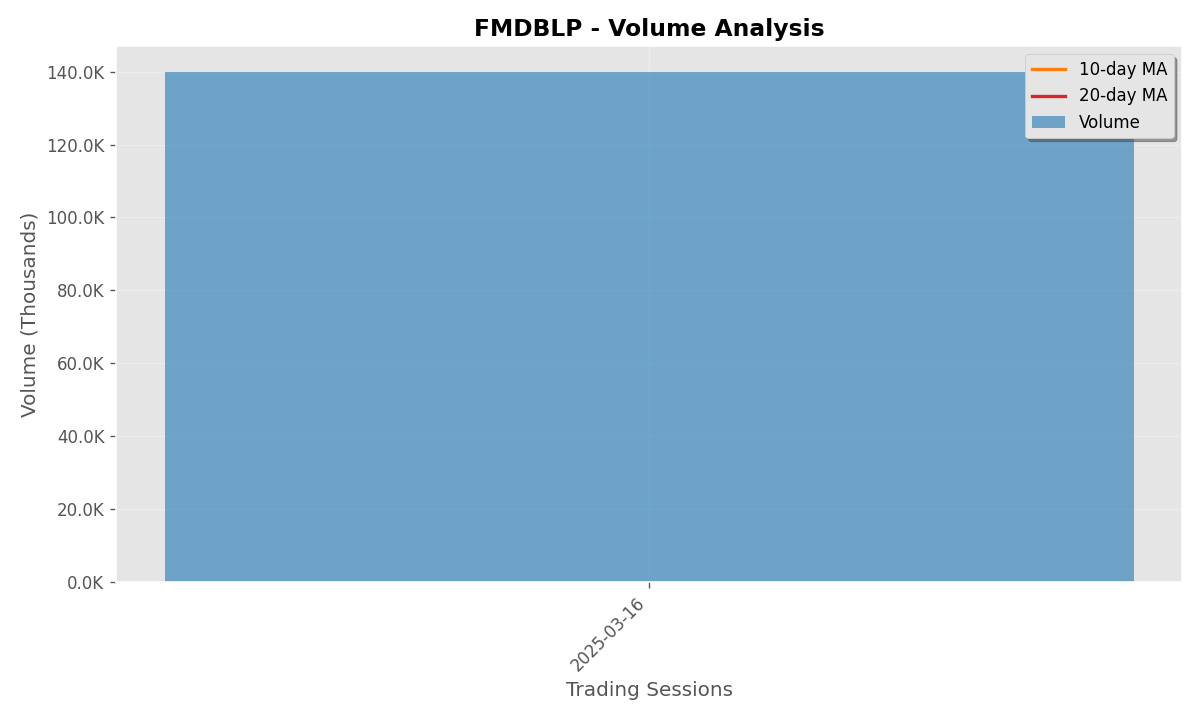 FMDBLP - Volume Analysis
10-day MA
20-day MA
Volume
Volume (Thousands)
140.0K
120.0K
100.0K
80.0K
60.0K
40.0K
20.0K
0.0K
2025-03-16
Trading Sessions